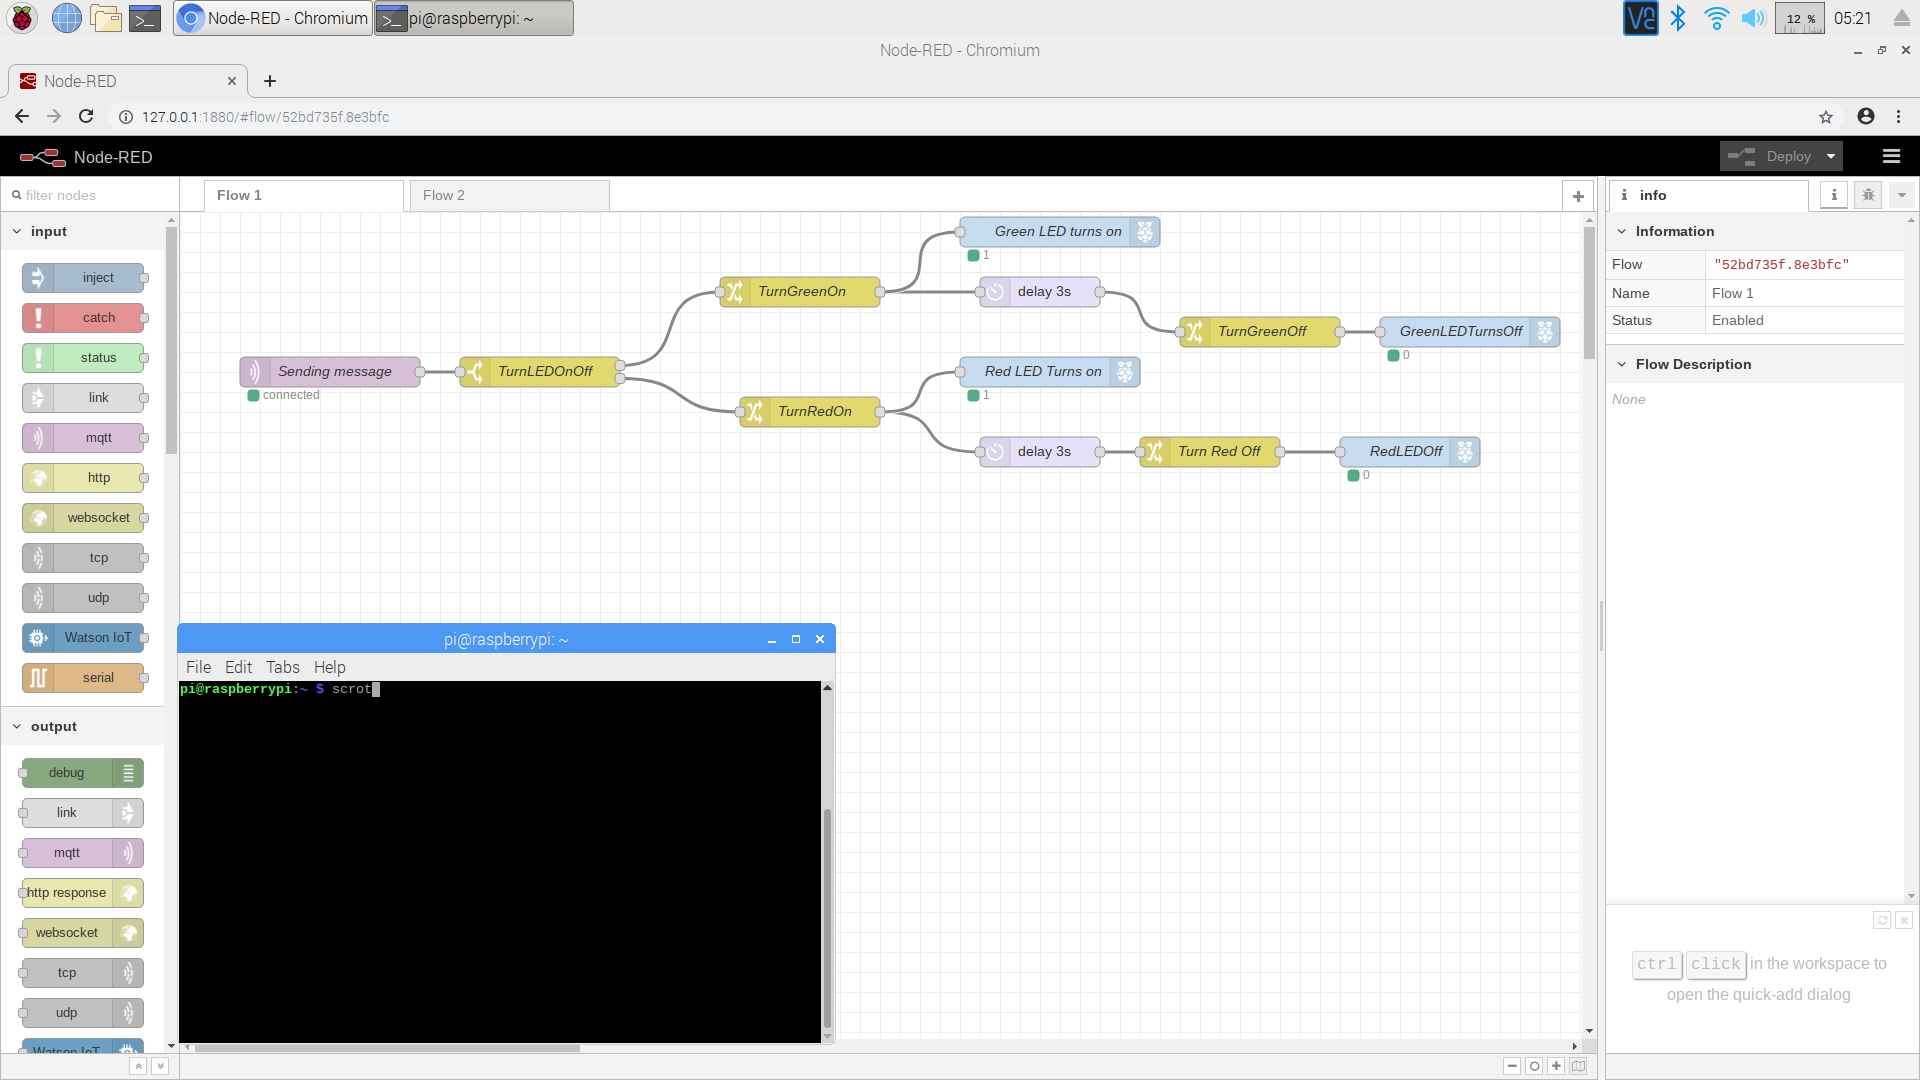 Node-RED - Chromium
pi@raspberrypi: ~
12 %
05:21
Node-RED - Chromium
Node-RED
127.0.0.1:1880/#flow/52bd735f.8e3bfc
Node-RED
Deploy
filter nodes
Flow 1
Flow 2
info
input
inject
catch
status
link
mqtt
http
websocket
tcp
udp
Watson IoT
serial
output
debug
link
mqtt
http response
websocket
tcp
udp
Watson IoT
Sending message
connected
TurnLEDOnOff
TurnGreenOn
Green LED turns on
1
delay 3s
TurnGreenOff
GreenLEDTurnsOff
0
TurnRedOn
Red LED Turns on
1
delay 3s
Turn Red Off
RedLEDOff
0
pi@raspberrypi: ~
File Edit Tabs Help
pi@raspberrypi:~ $ scrot
Information
Flow "52bd735f.8e3bfc"
Name Flow 1
Status Enabled
Flow Description
None
ctrl click in the workspace to
open the quick-add dialog